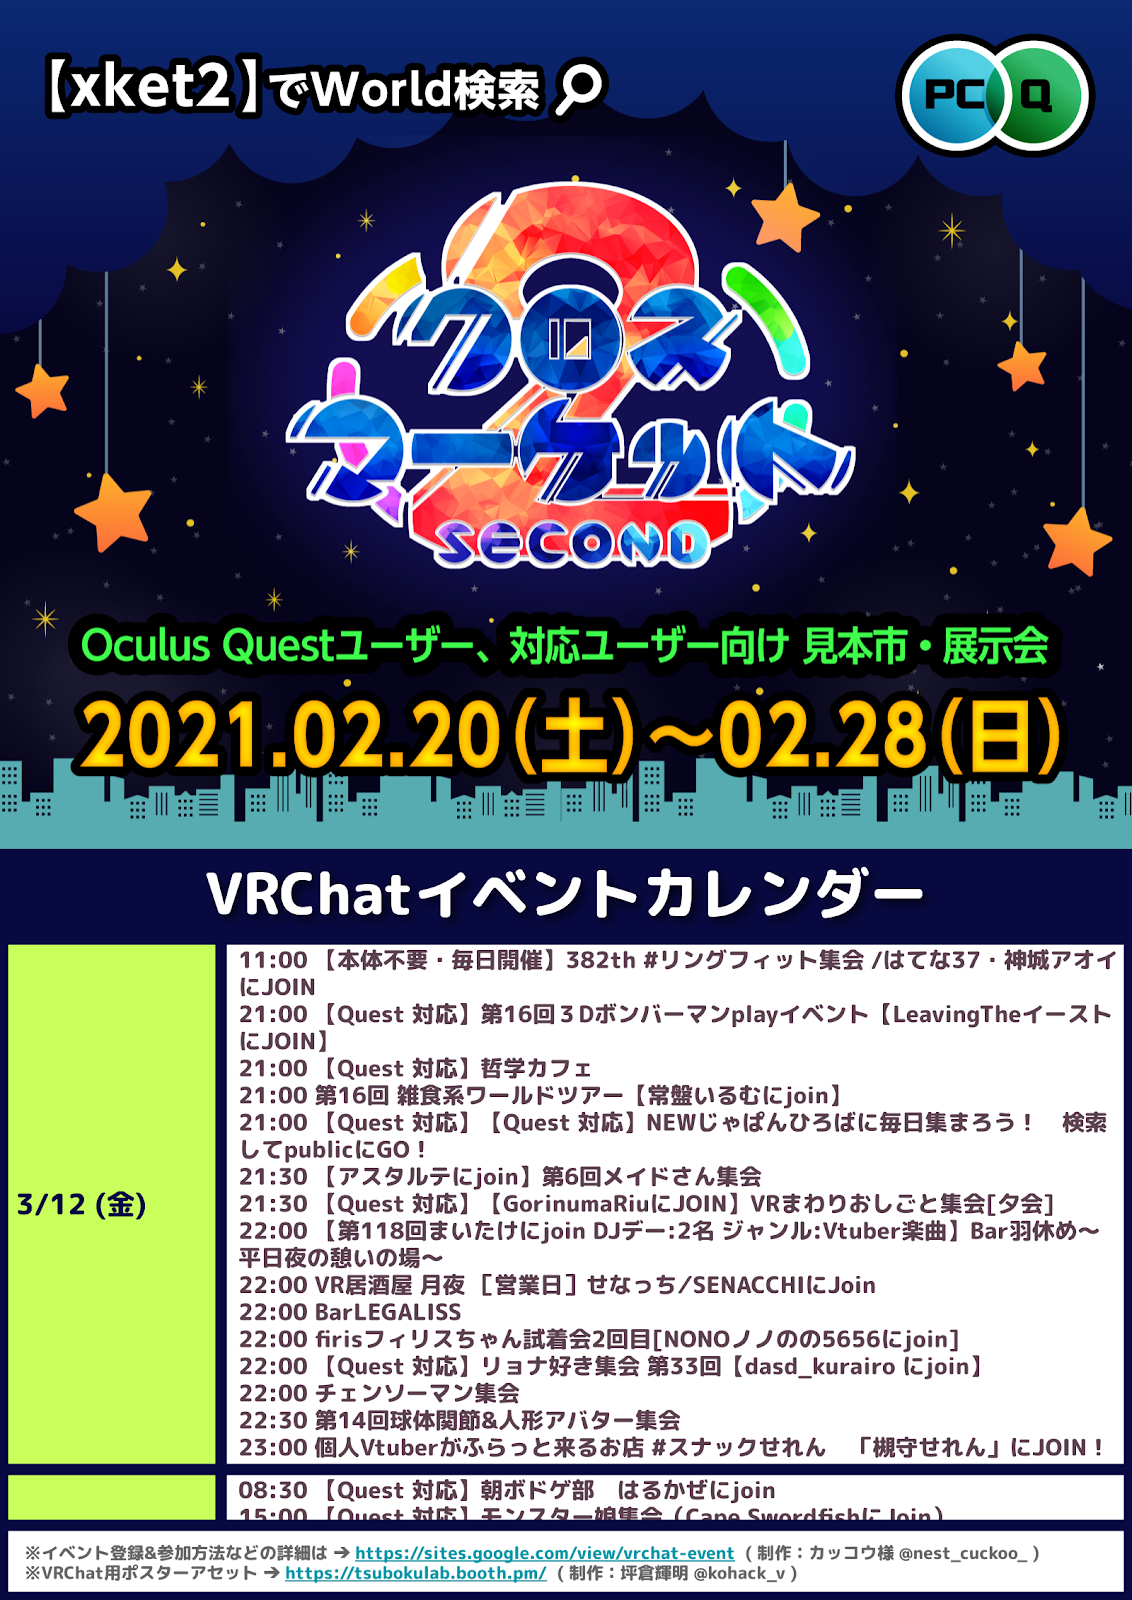 【xket2】でWorld検索
PC Q
クロス
マーケット
2
SECOND
Oculus Questユーザー、対応ユーザー向け 見本市・展示会
2021.02.20(土)～02.28(日)
VRChatイベントカレンダー
3/12 (金)
11:00 【本体不要・毎日開催】382th #リングフィット集会 /はてな37・神城アオイ
にJOIN
21:00 【Quest 対応】第16回３Dボンバーマンplayイベント【LeavingTheイースト
にJOIN】
21:00 【Quest 対応】哲学カフェ
21:00 第16回 雑食系ワールドツアー【常盤いるむにjoin】
21:00 【Quest 対応】【Quest 対応】NEWじゃぱんひろばに毎日集まろう！　検索
してpublicにGO！
21:30 【アスタルテにjoin】第6回メイドさん集会
21:30 【Quest 対応】【GorinumaRiuにJOIN】VRまわりおしごと集会[夕会]
22:00 【第118回まいたけにjoin DJデー:2名 ジャンル:Vtuber楽曲】Bar羽休め～
平日夜の憩いの場～
22:00 VR居酒屋 月夜 ［営業日］せなっち/SENACCHIにJoin
22:00 BarLEGALISS
22:00 firisフィリスちゃん試着会2回目[NONOノノのの5656にjoin]
22:00 【Quest 対応】リョナ好き集会 第33回【dasd_kurairo にjoin】
22:00 チェンソーマン集会
22:30 第14回球体関節&人形アバター集会
23:00 個人Vtuberがふらっと来るお店 #スナックせれん　「槻守せれん」にJOIN！
08:30 【Quest 対応】朝ボドゲ部　はるかぜにjoin
15:00 【Quest 対応】モンスター娘集会（Cape Swordfishに Join）
※イベント登録&参加方法などの詳細は → https://sites.google.com/view/vrchat-event （制作：カッコウ様 @nest_cuckoo_ ）
※VRChat用ポスターアセット → https://tsubokulab.booth.pm/ （制作：坪倉輝明 @kohack_v ）